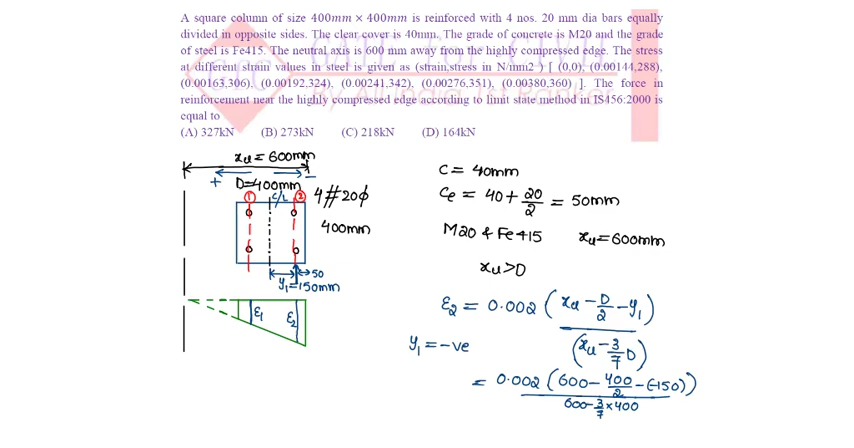 A square column of size 400mm × 400mm is reinforced with 4 nos. 20 mm dia bars equally
divided in opposite sides. The clear cover is 40mm. The grade of concrete is M20 and the grade
of steel is Fe415. The neutral axis is 600 mm away from the highly compressed edge. The stress
at different strain values in steel is given as (strain,stress in N/mm2 ) [ (0,0), (0.00144,288),
(0.00163,306). (0.00192,324), (0.00241,342), (0.00276,351), (0.00380,360) ]. The force in
reinforcement near the highly compressed edge according to limit state method in IS456:2000 is
equal to
(A) 327kN (B) 273kN (C) 218kN (D) 164kN
xu = 600mm
+ −
D=400mm
① C/L ②
4#20ϕ
400mm
50
y₁=150mm
ε₁ ε₂
C = 40mm
Ce = 40 + 20/2 = 50mm
M20 & Fe415 xu=600mm
xu>D
ε₂ = 0.002 (xu − D/2 − y₁) / (xu − 3/7 D)
y₁ = −ve
= 0.002 (600 − 400/2 − (−150)) / 600 − 3/7 × 400